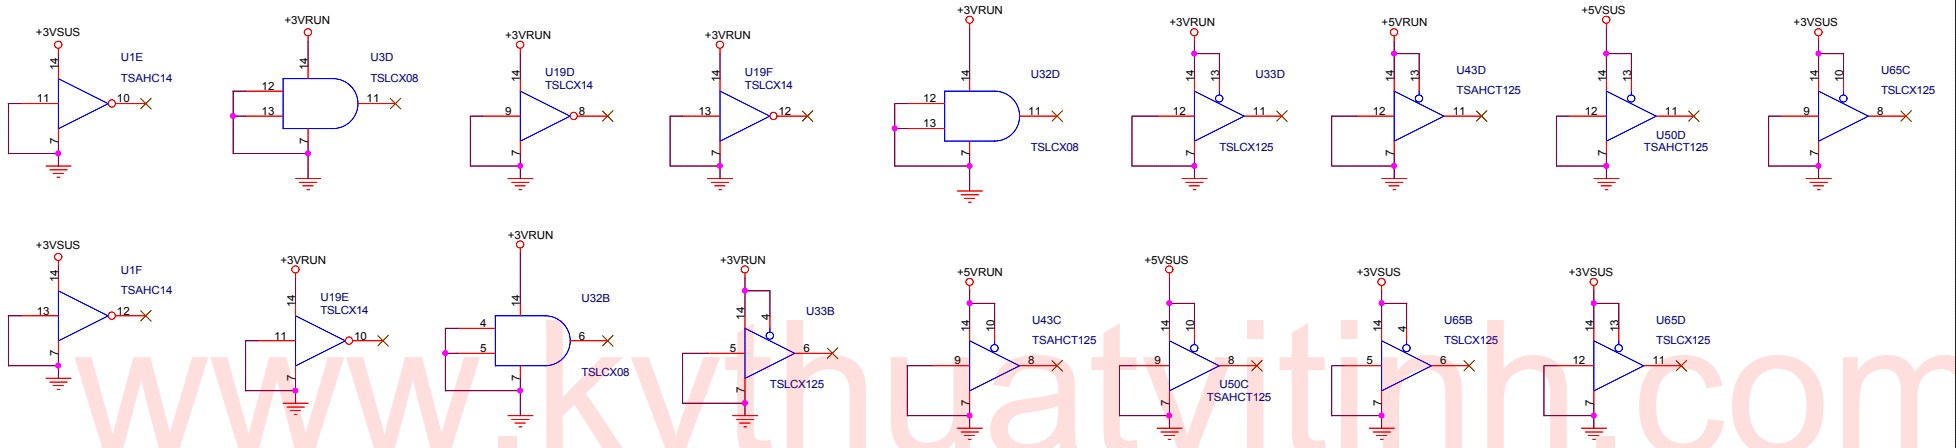 +3VSUS
U1E
TSAHC14
14
11
10
7
+3VRUN
U3D
TSLCX08
14
12
13
11
7
+3VRUN
U19D
TSLCX14
14
9
8
7
+3VRUN
U19F
TSLCX14
14
13
12
7
+3VRUN
U32D
14
12
13
11
TSLCX08
7
+3VRUN
U33D
14
13
12
11
TSLCX125
7
+5VRUN
U43D
TSAHCT125
14
13
12
11
7
+5VSUS
14
13
12
11
U50D
TSAHCT125
7
+3VSUS
U65C
TSLCX125
14
10
9
8
7
+3VSUS
U1F
TSAHC14
14
13
12
7
+3VRUN
U19E
TSLCX14
14
11
10
7
+3VRUN
U32B
14
4
5
6
TSLCX08
7
+3VRUN
U33B
14
4
5
6
TSLCX125
7
+5VRUN
U43C
TSAHCT125
14
10
9
8
7
+5VSUS
14
10
9
8
U50C
TSAHCT125
7
+3VSUS
U65B
TSLCX125
14
4
5
6
7
+3VSUS
U65D
TSLCX125
14
13
12
11
7
www.kythuatvitinh.com